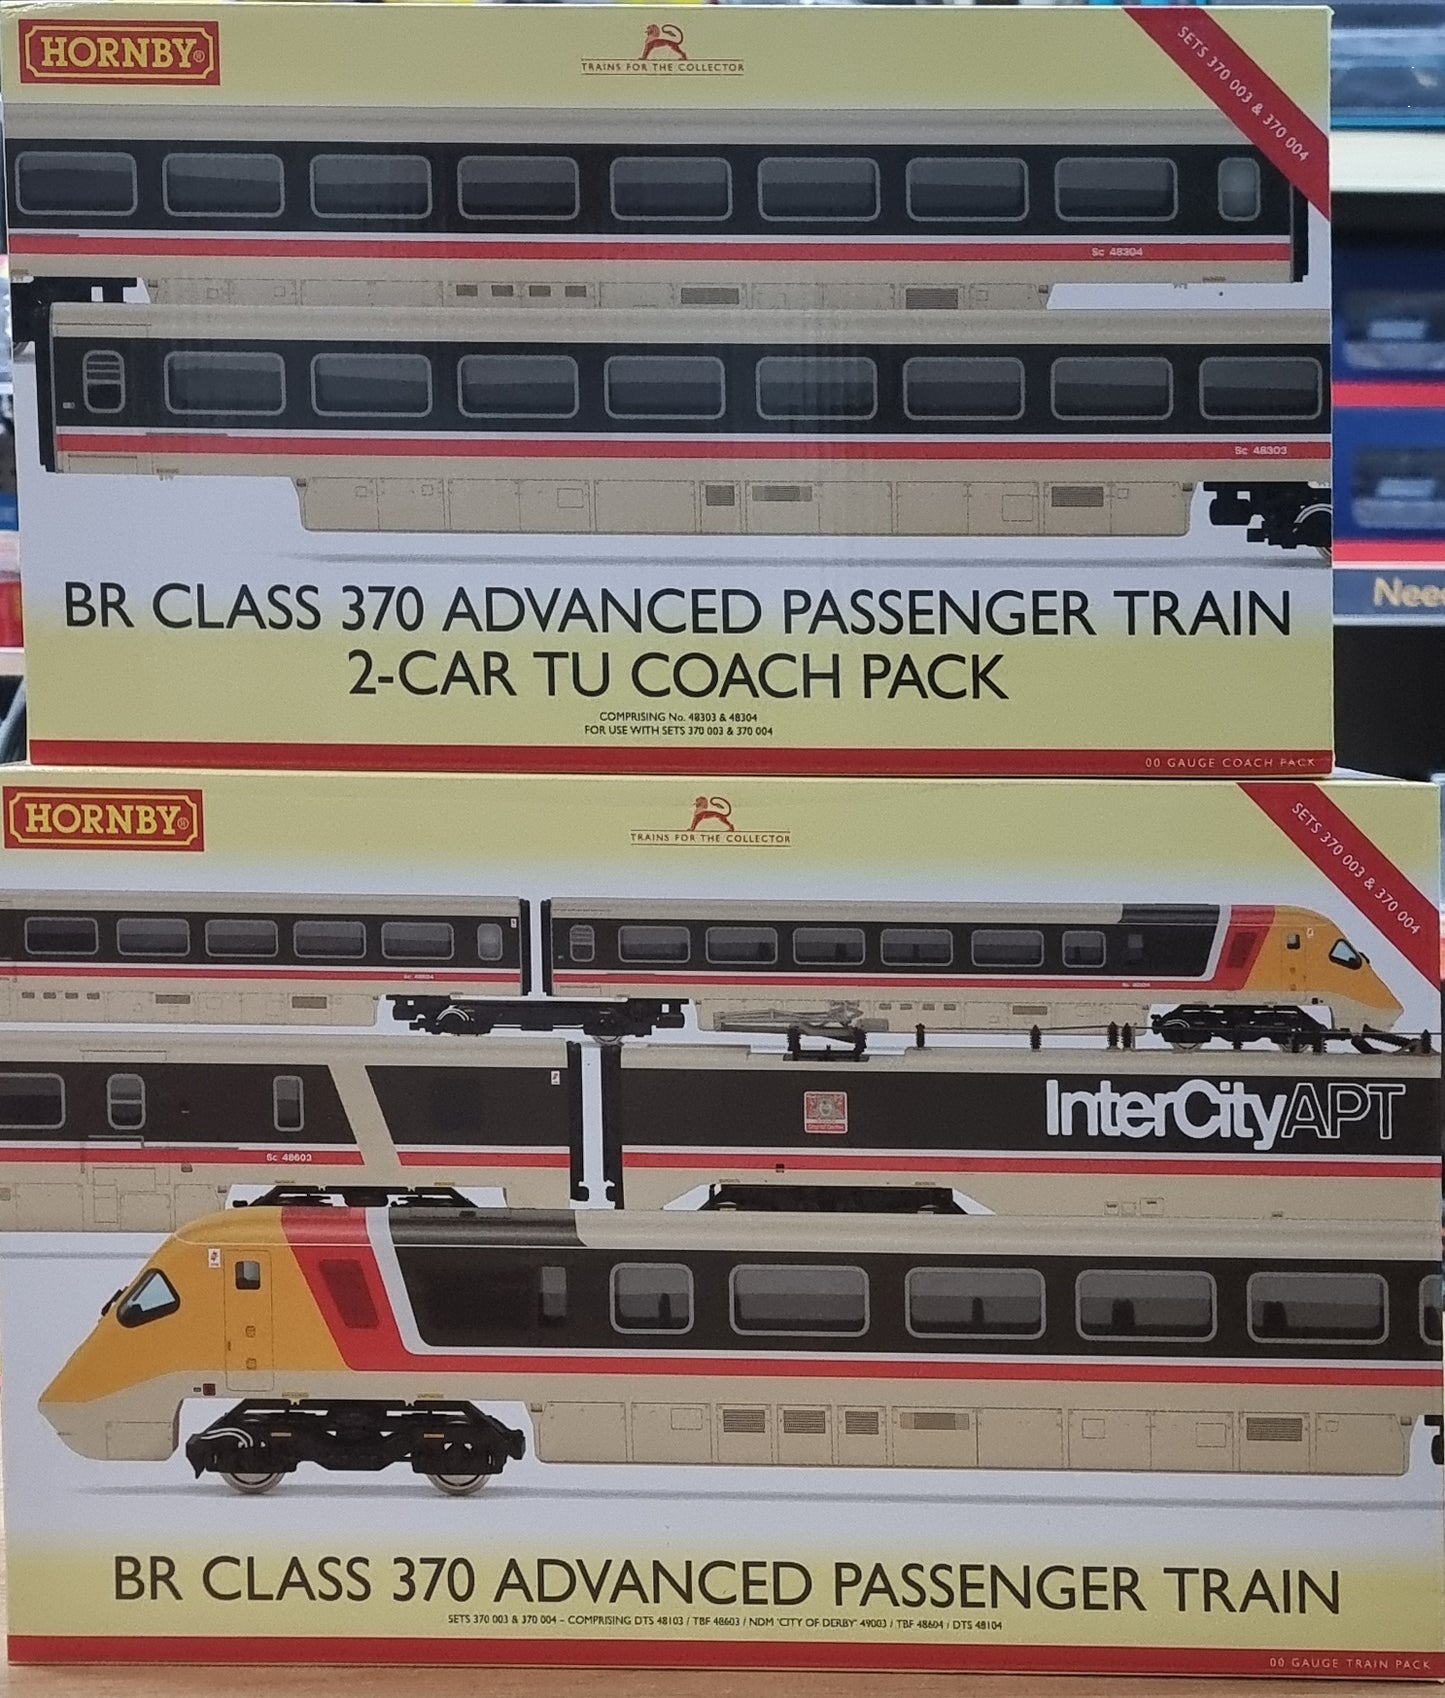 HORNBY®
TRAINS FOR THE COLLECTOR
SETS 370 003 & 370 004
Sc 48304
Sc 48303
Nee
BR CLASS 370 ADVANCED PASSENGER TRAIN
2-CAR TU COACH PACK
COMPRISING No. 48303 & 48304
FOR USE WITH SETS 370 003 & 370 004
00 GAUGE COACH PACK
HORNBY®
TRAINS FOR THE COLLECTOR
SETS 370 003 & 370 004
InterCityAPT
Sc 48603
BR CLASS 370 ADVANCED PASSENGER TRAIN
SETS 370 003 & 370 004 – COMPRISING DTS 48103 / TBF 48603 / NDM 'CITY OF DERBY' 49003 / TBF 48604 / DTS 48104
00 GAUGE TRAIN PACK